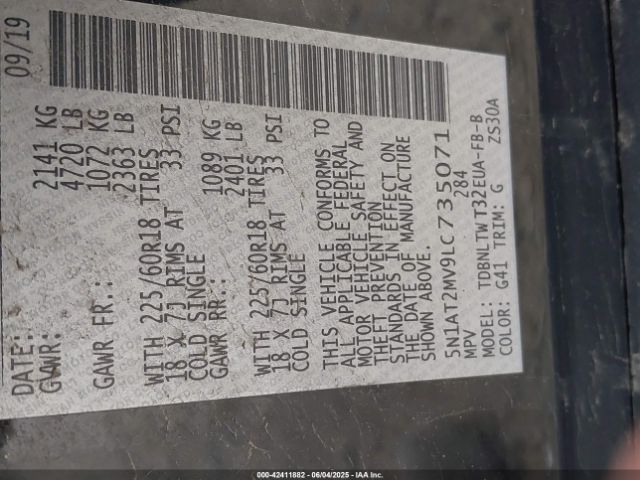 DATE: 09/19
GVWR: 2141 KG
4720 LB
GAWR FR.: 1072 KG
2363 LB
WITH 225/60R18 TIRES
18 X 7J RIMS AT 33 PSI
COLD SINGLE
GAWR RR.: 1089 KG
2401 LB
WITH 225/60R18 TIRES
18 X 7J RIMS AT 33 PSI
COLD SINGLE
THIS VEHICLE CONFORMS TO
ALL APPLICABLE FEDERAL
MOTOR VEHICLE SAFETY AND
THEFT PREVENTION
STANDARDS IN EFFECT ON
THE DATE OF MANUFACTURE
SHOWN ABOVE.
5N1AT2MV9LC735071
MPV 284
MODEL: TDBNLTWT32EUA-FB-B
COLOR: G41 TRIM: G ZS30A
000-42411882 - 06/04/2025 - IAA Inc.